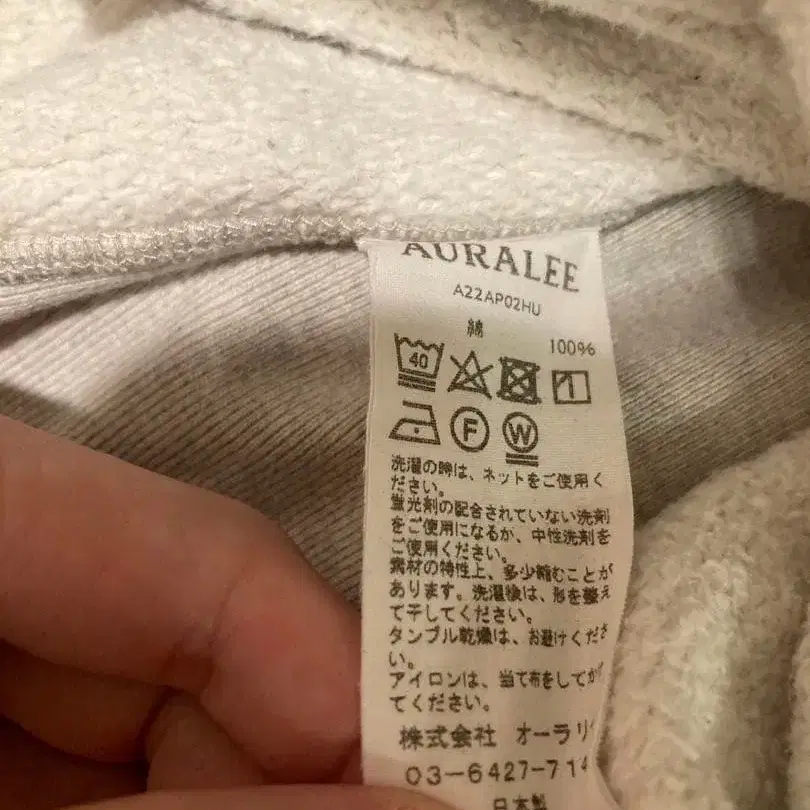 AURALEE
A22AP02HU
綿 100%
40
F W
洗濯の時は、ネットをご使用く
ださい。
蛍光剤の配合されていない洗剤
をご使用になるか、中性洗剤を
ご使用ください。
素材の特性上、多少縮むことが
あります。洗濯後は、形を整え
て干してください。
タンブル乾燥は、お避けくださ
い。
アイロンは、当て布をしてかけ
てください。
株式会社 オーラリ
03-6427-714
日本製